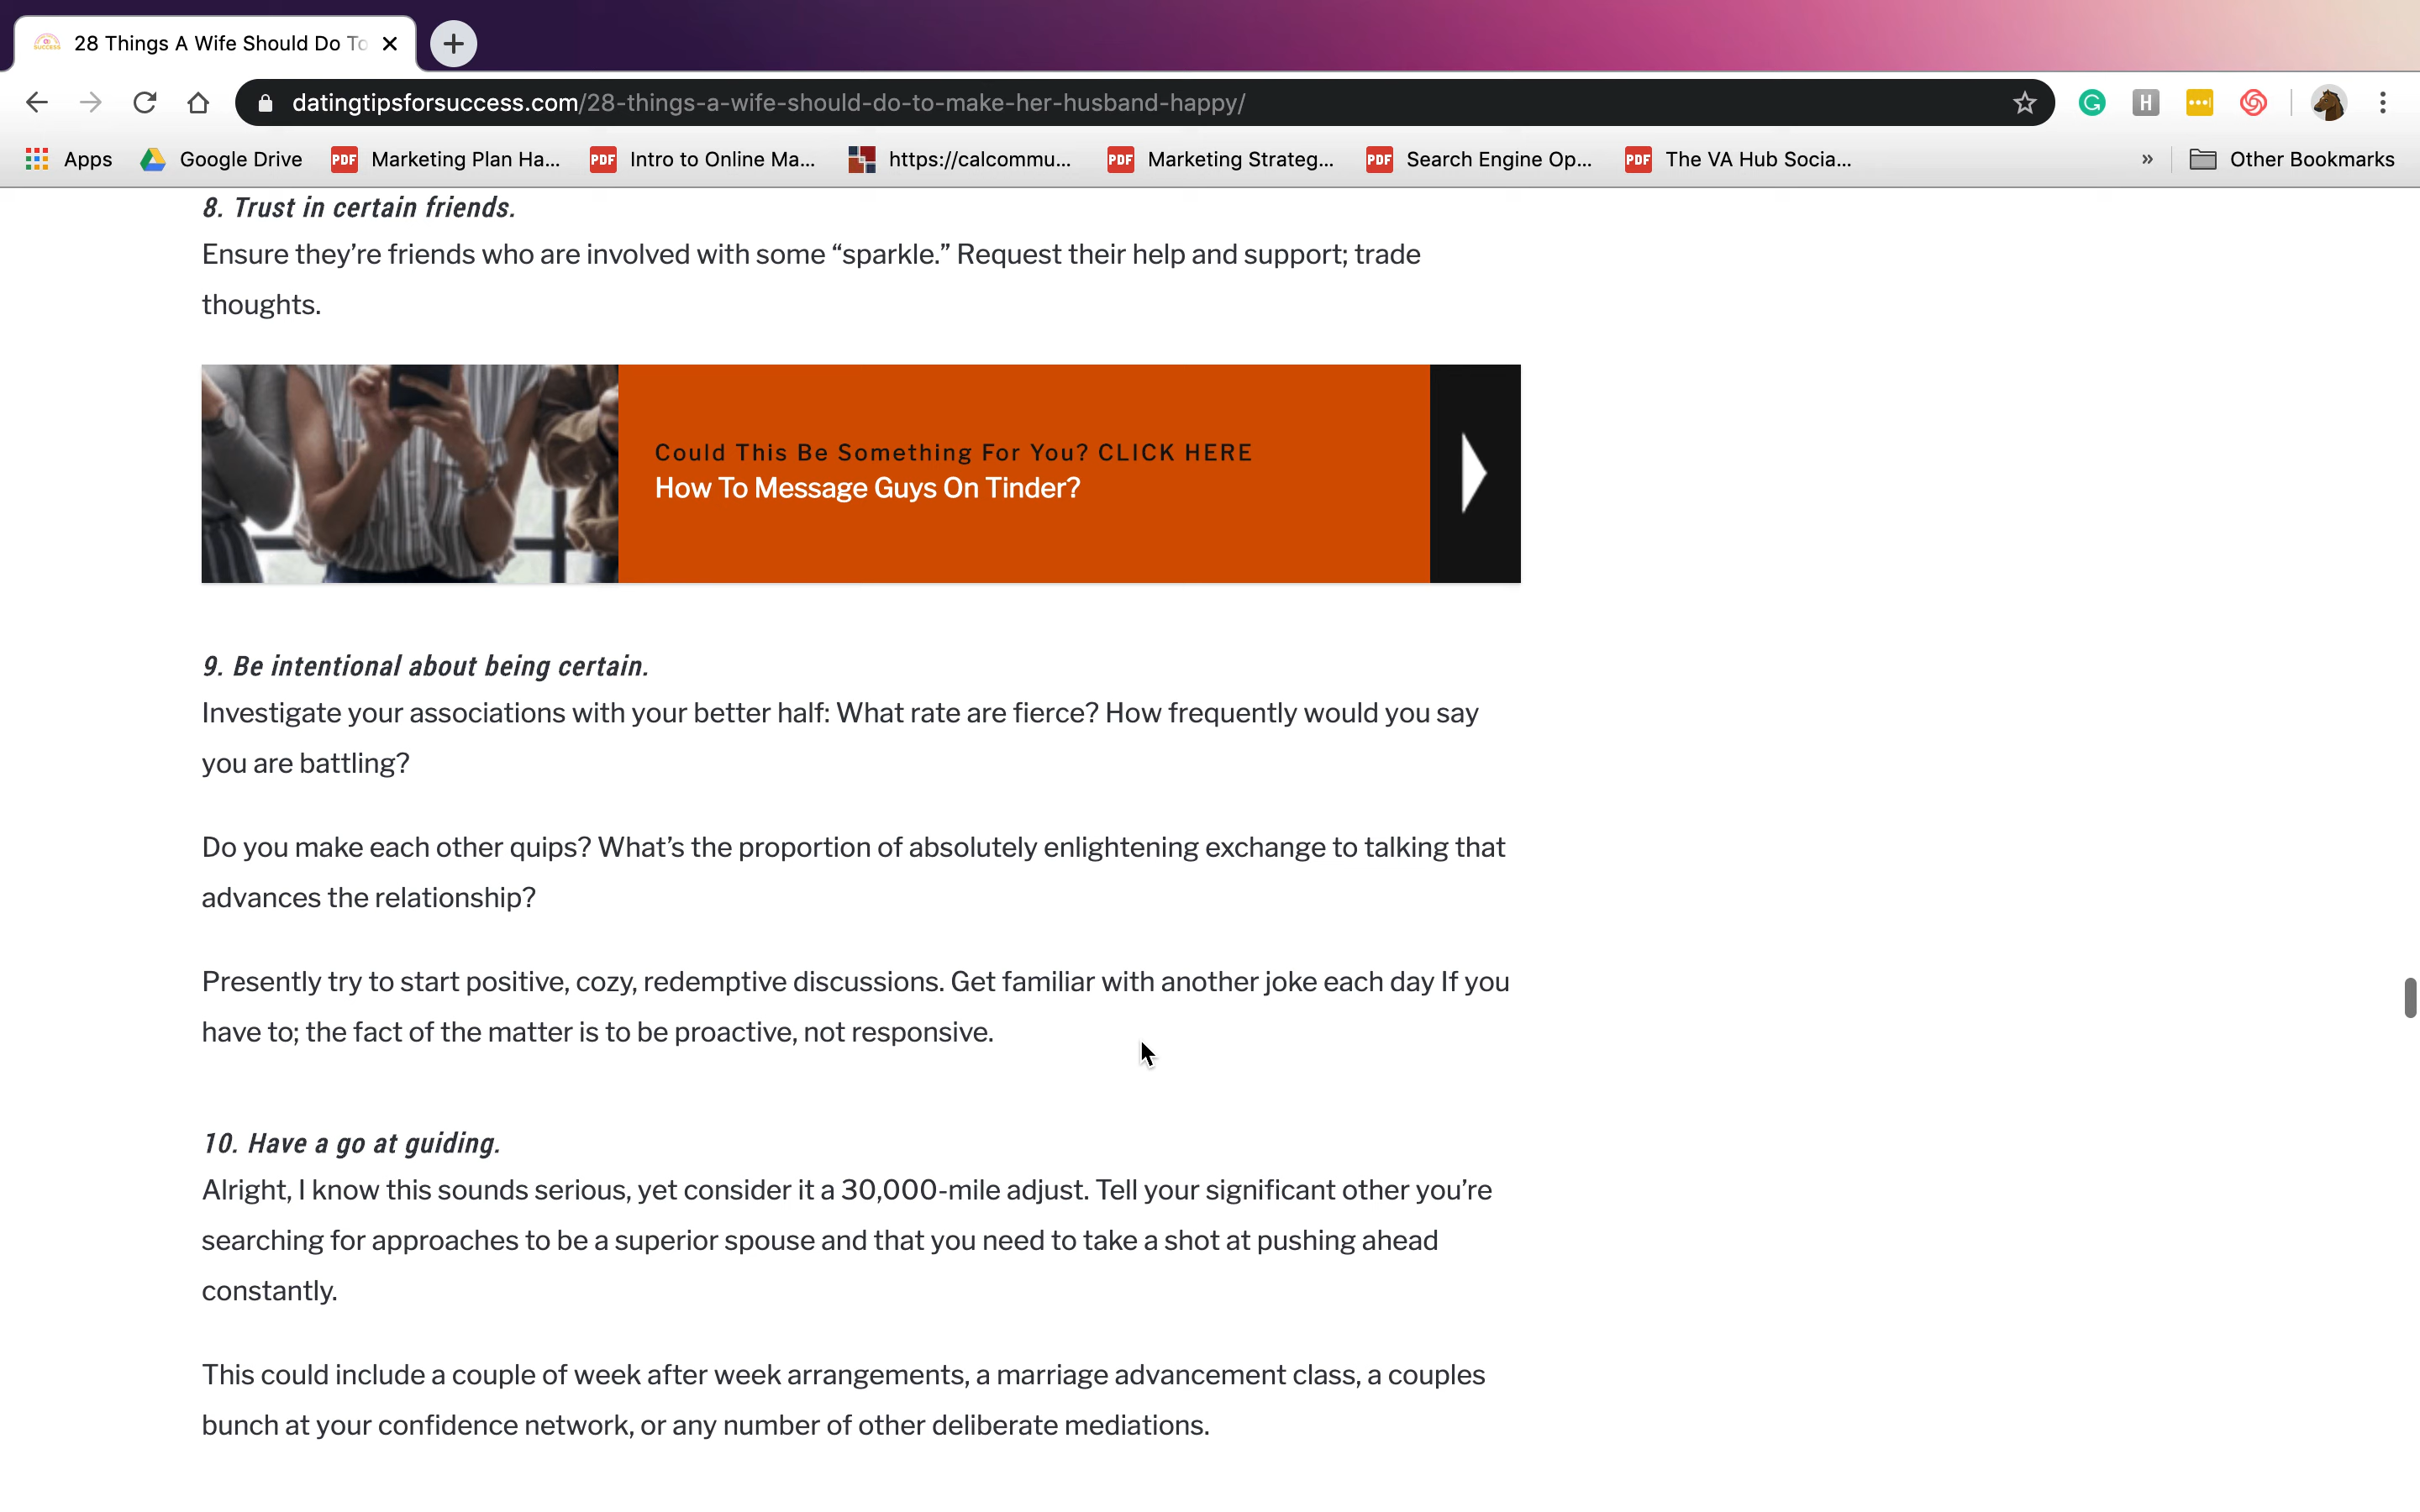 28 Things A Wife Should Do To
datingtipsforsuccess.com/28-things-a-wife-should-do-to-make-her-husband-happy/
Apps Google Drive PDF Marketing Plan Ha... PDF Intro to Online Ma... https://calcommu... PDF Marketing Strateg... PDF Search Engine Op... PDF The VA Hub Socia... » Other Bookmarks
8. Trust in certain friends.
Ensure they’re friends who are involved with some “sparkle.” Request their help and support; trade
thoughts.
Could This Be Something For You? CLICK HERE
How To Message Guys On Tinder?
9. Be intentional about being certain.
Investigate your associations with your better half: What rate are fierce? How frequently would you say
you are battling?
Do you make each other quips? What’s the proportion of absolutely enlightening exchange to talking that
advances the relationship?
Presently try to start positive, cozy, redemptive discussions. Get familiar with another joke each day If you
have to; the fact of the matter is to be proactive, not responsive.
10. Have a go at guiding.
Alright, I know this sounds serious, yet consider it a 30,000-mile adjust. Tell your significant other you’re
searching for approaches to be a superior spouse and that you need to take a shot at pushing ahead
constantly.
This could include a couple of week after week arrangements, a marriage advancement class, a couples
bunch at your confidence network, or any number of other deliberate mediations.